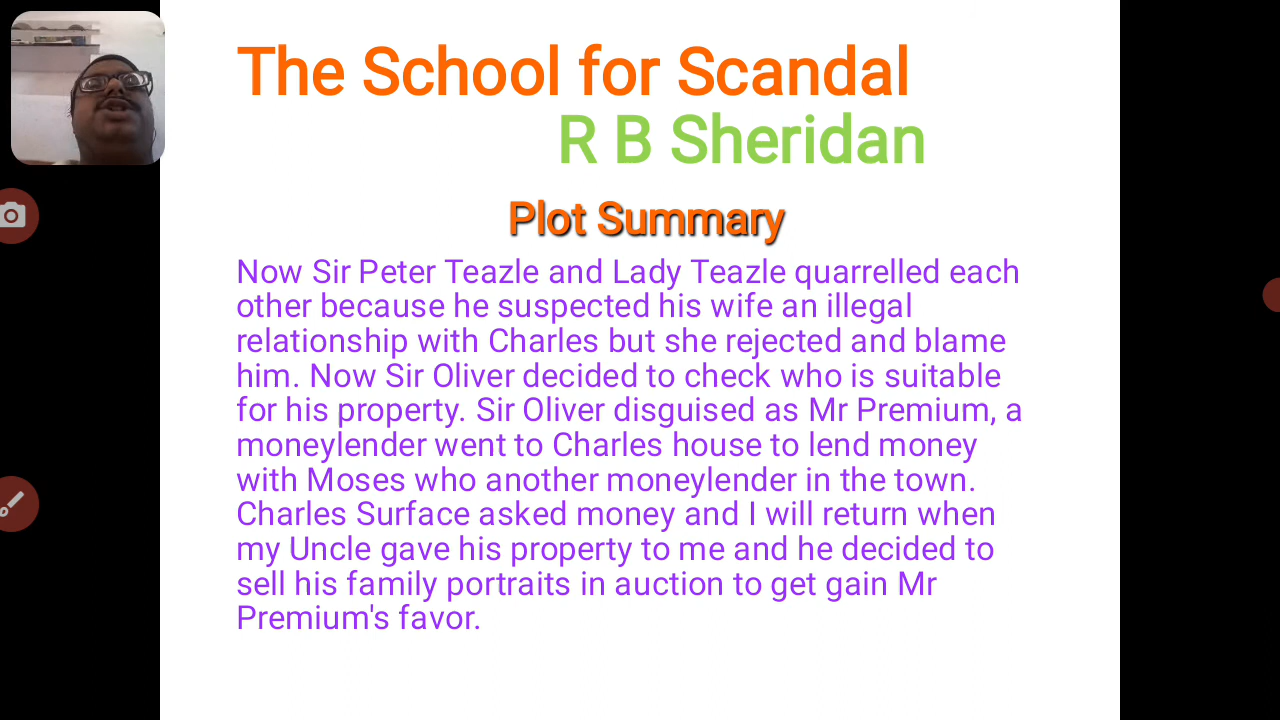 The School for Scandal
R B Sheridan
Plot Summary
Now Sir Peter Teazle and Lady Teazle quarrelled each
other because he suspected his wife an illegal
relationship with Charles but she rejected and blame
him. Now Sir Oliver decided to check who is suitable
for his property. Sir Oliver disguised as Mr Premium, a
moneylender went to Charles house to lend money
with Moses who another moneylender in the town.
Charles Surface asked money and I will return when
my Uncle gave his property to me and he decided to
sell his family portraits in auction to get gain Mr
Premium's favor.